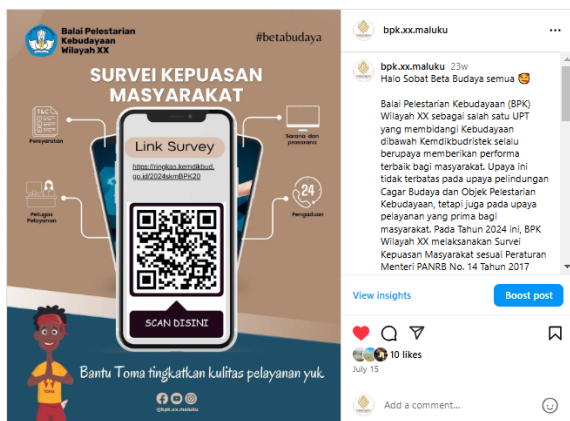 Balai Pelestarian
Kebudayaan
Wilayah XX
#betabudaya
SURVEI KEPUASAN
MASYARAKAT
T&C
Persyaratan
Sarana dan
prasarana
Petugas
Pelayanan
24
Pengaduan
Link Survey
https://ringkas.kemdikbud.
go.id/2024skmBPK20
SCAN DISINI
TOMA
Bantu Toma tingkatkan kulitas pelayanan yuk
@bpk.xx.maluku
bpk.xx.maluku
bpk.xx.maluku 23w
Halo Sobat Beta Budaya semua 🥰
Balai Pelestarian Kebudayaan (BPK)
Wilayah XX sebagai salah satu UPT
yang membidangi Kebudayaan
dibawah Kemdikbudristek selalu
berupaya memberikan performa
terbaik bagi masyarakat. Upaya ini
tidak terbatas pada upaya pelindungan
Cagar Budaya dan Objek Pelestarian
Kebudayaan, tetapi juga pada upaya
pelayanan yang prima bagi
masyarakat. Pada Tahun 2024 ini, BPK
Wilayah XX melaksanakan Survei
Kepuasan Masyarakat sesuai Peraturan
Menteri PANRB No. 14 Tahun 2017
View insights
Boost post
10 likes
July 15
Add a comment...